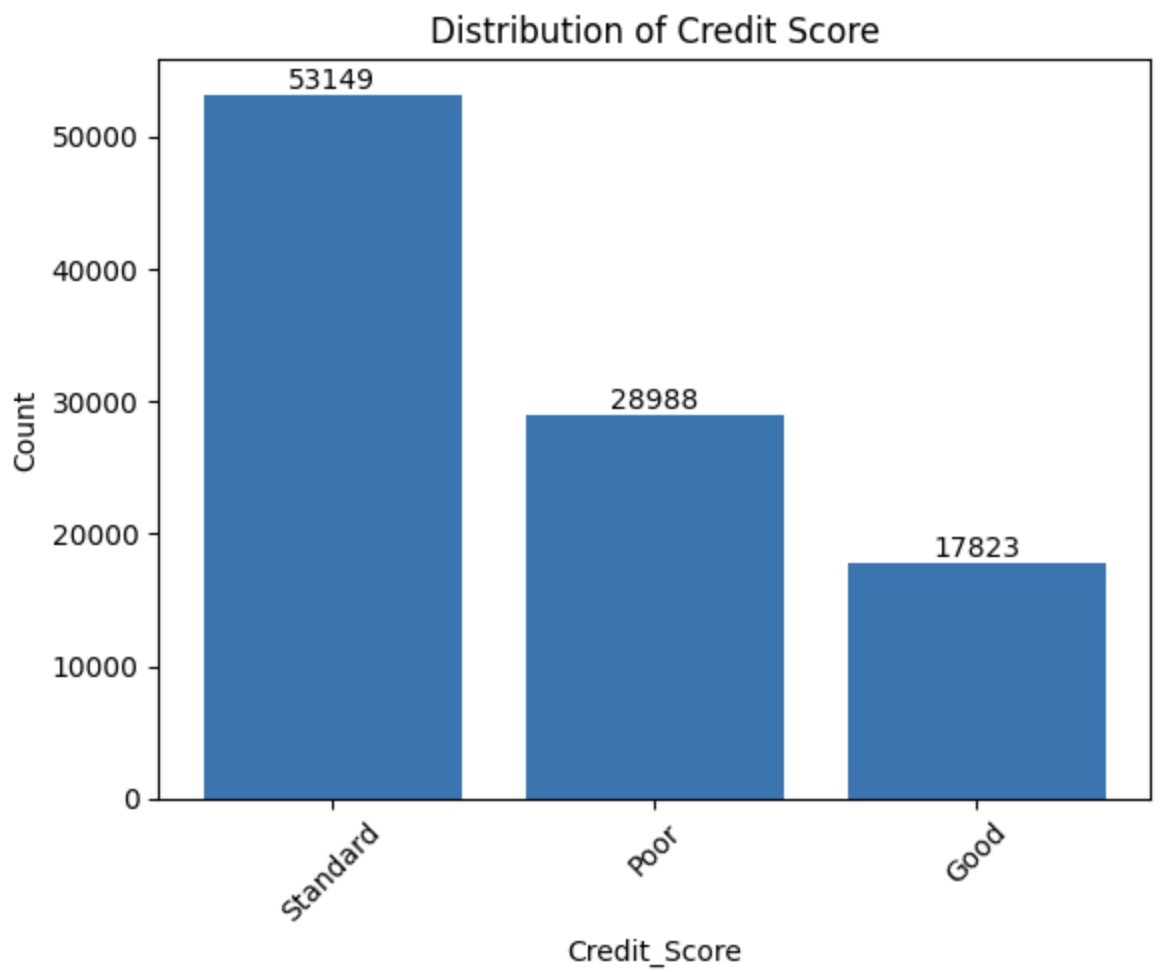 Distribution of Credit Score
53149
50000
40000
30000
28988
20000
17823
10000
0
Count
Standard
Poor
Good
Credit_Score